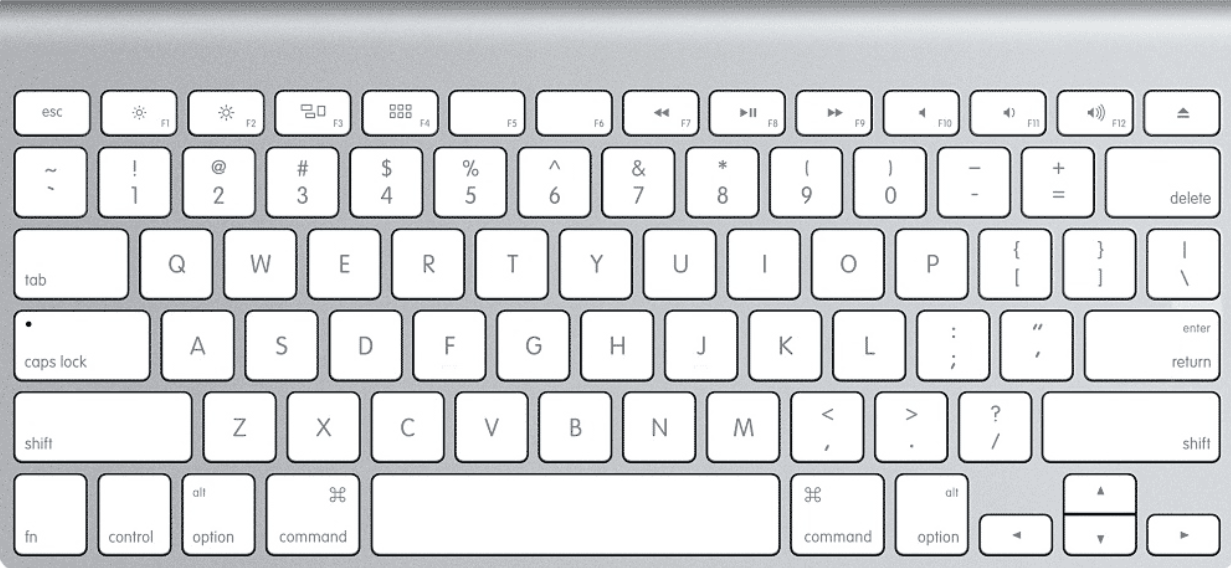 esc F1 F2 F3 F4 F5 F6 F7 F8 F9 F10 F11 F12
~ ! @ # $ % ^ & * ( ) — +
` 1 2 3 4 5 6 7 8 9 0 - = delete
tab Q W E R T Y U I O P { [ } ] | \
caps lock A S D F G H J K L : ; " ' enter return
shift Z X C V B N M < , > . ? / shift
fn control alt option ⌘ command ⌘ command alt option